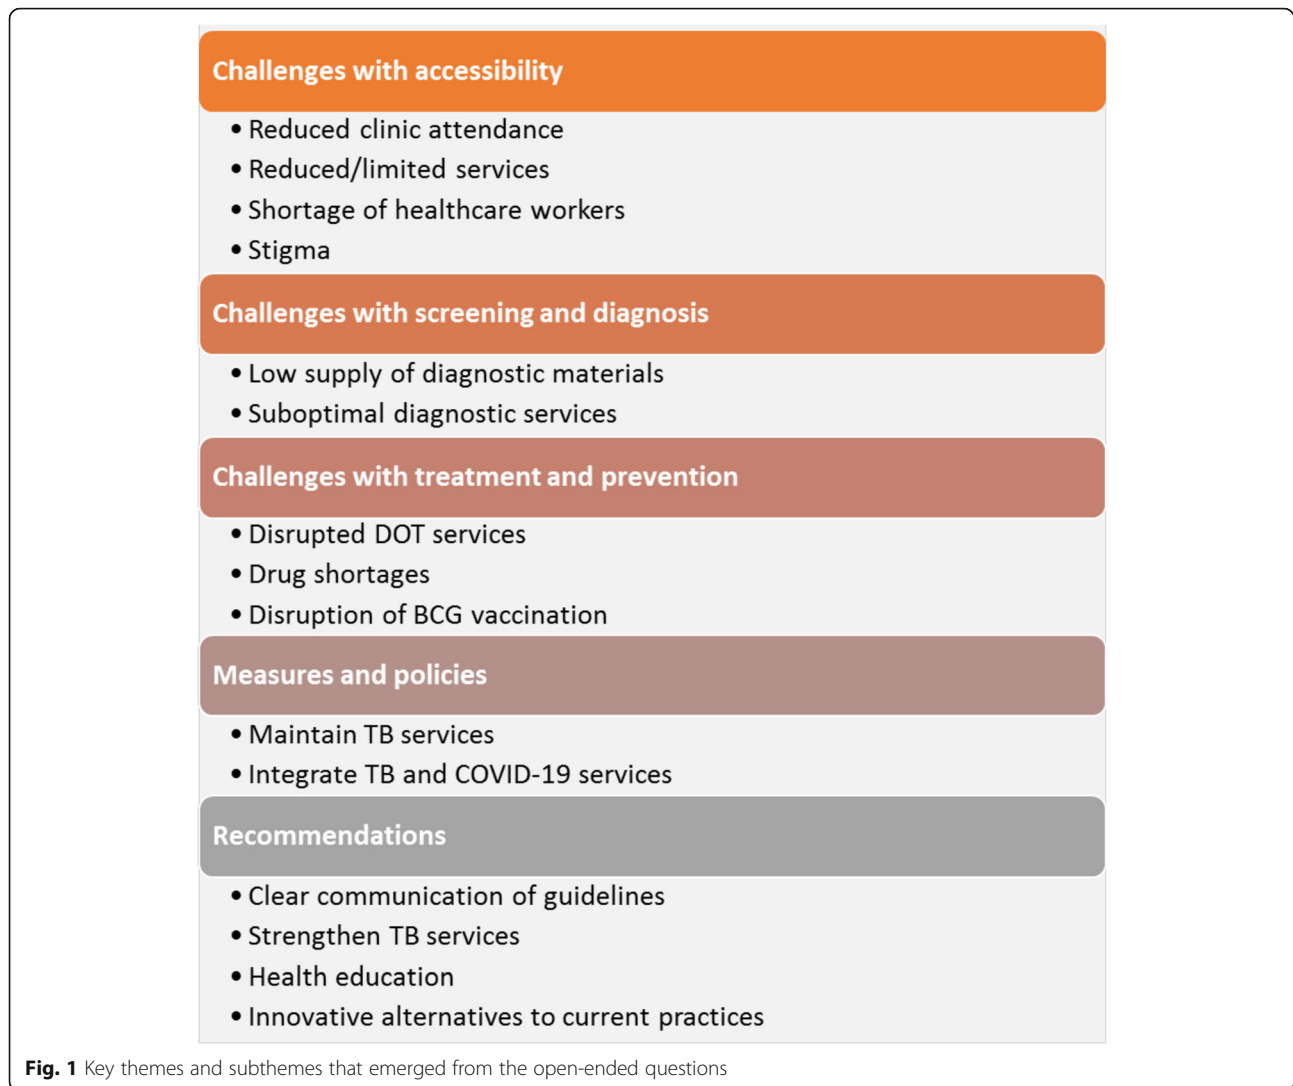 Challenges with accessibility
• Reduced clinic attendance
• Reduced/limited services
• Shortage of healthcare workers
• Stigma
Challenges with screening and diagnosis
• Low supply of diagnostic materials
• Suboptimal diagnostic services
Challenges with treatment and prevention
• Disrupted DOT services
• Drug shortages
• Disruption of BCG vaccination
Measures and policies
• Maintain TB services
• Integrate TB and COVID-19 services
Recommendations
• Clear communication of guidelines
• Strengthen TB services
• Health education
• Innovative alternatives to current practices
Fig. 1 Key themes and subthemes that emerged from the open-ended questions